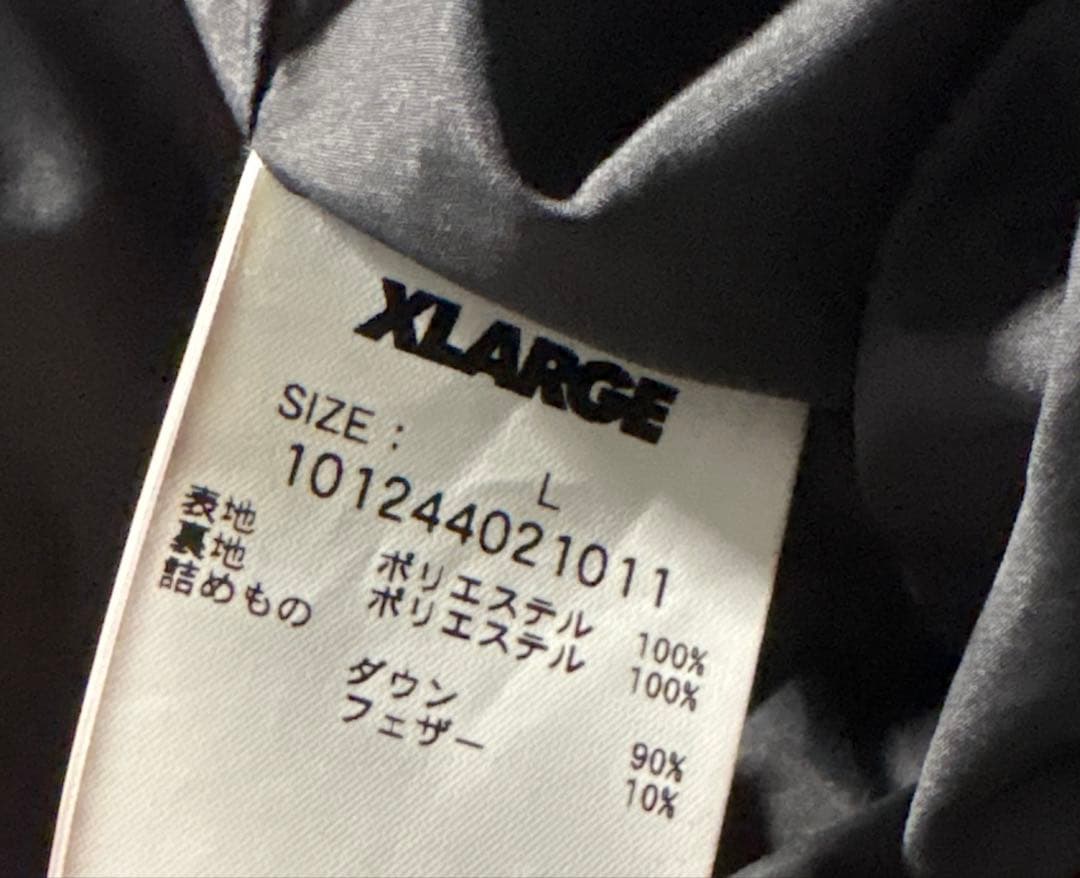 XLARGE
SIZE : L
101244021011
表地 ポリエステル 100%
裏地 ポリエステル 100%
詰めもの
ダウン 90%
フェザー 10%